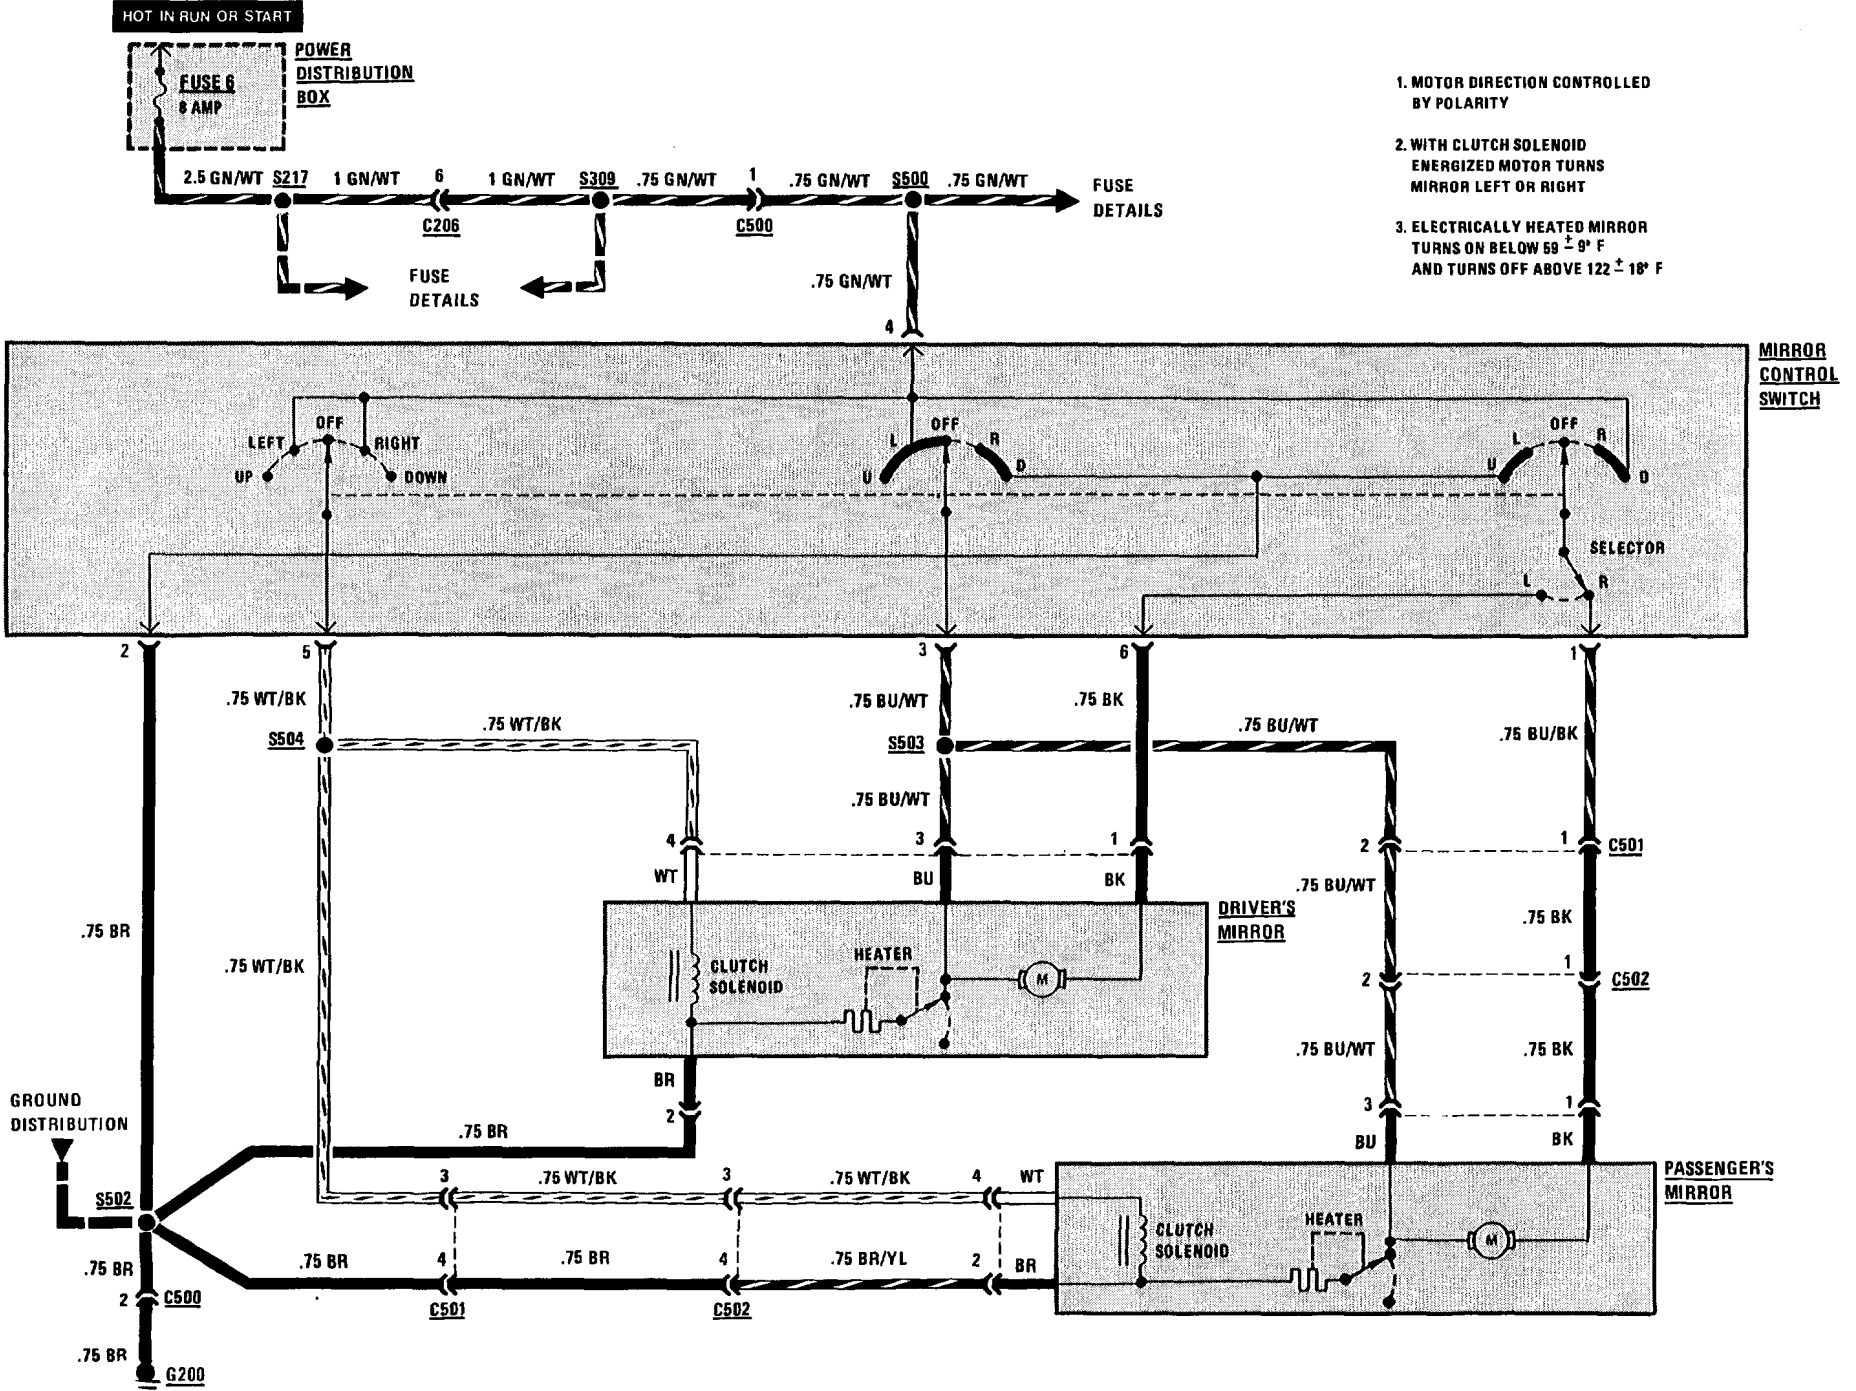 HOT IN RUN OR START
POWER
DISTRIBUTION
BOX
FUSE 6
8 AMP
1. MOTOR DIRECTION CONTROLLED
BY POLARITY
2. WITH CLUTCH SOLENOID
ENERGIZED MOTOR TURNS
MIRROR LEFT OR RIGHT
3. ELECTRICALLY HEATED MIRROR
TURNS ON BELOW 59 ± 9° F
AND TURNS OFF ABOVE 122 ± 18° F
2.5 GN/WT S217 1 GN/WT 6 1 GN/WT S309 .75 GN/WT 1 .75 GN/WT S500 .75 GN/WT
C206 C500
FUSE
DETAILS
FUSE
DETAILS
.75 GN/WT
4
MIRROR
CONTROL
SWITCH
OFF
LEFT RIGHT
UP DOWN
OFF
L R
U D
OFF
L R
U D
SELECTOR
L R
2 5 3 6 1
.75 WT/BK .75 BU/WT .75 BK
S504 .75 WT/BK S503 .75 BU/WT .75 BU/BK
.75 BU/WT
4 3 1 2 1 C501
WT BU BK .75 BU/WT
DRIVER'S
MIRROR
.75 BK
.75 BR
.75 WT/BK
CLUTCH
SOLENOID
HEATER
M
2 1 C502
.75 BU/WT .75 BK
BR
2
3 1
BU BK
GROUND
DISTRIBUTION
.75 BR
3 .75 WT/BK 3 .75 WT/BK 4 WT
PASSENGER'S
MIRROR
S502
CLUTCH
SOLENOID
HEATER
M
.75 BR .75 BR 4 .75 BR 4 .75 BR/YL 2 BR
2 C500 C501 C502
.75 BR
G200